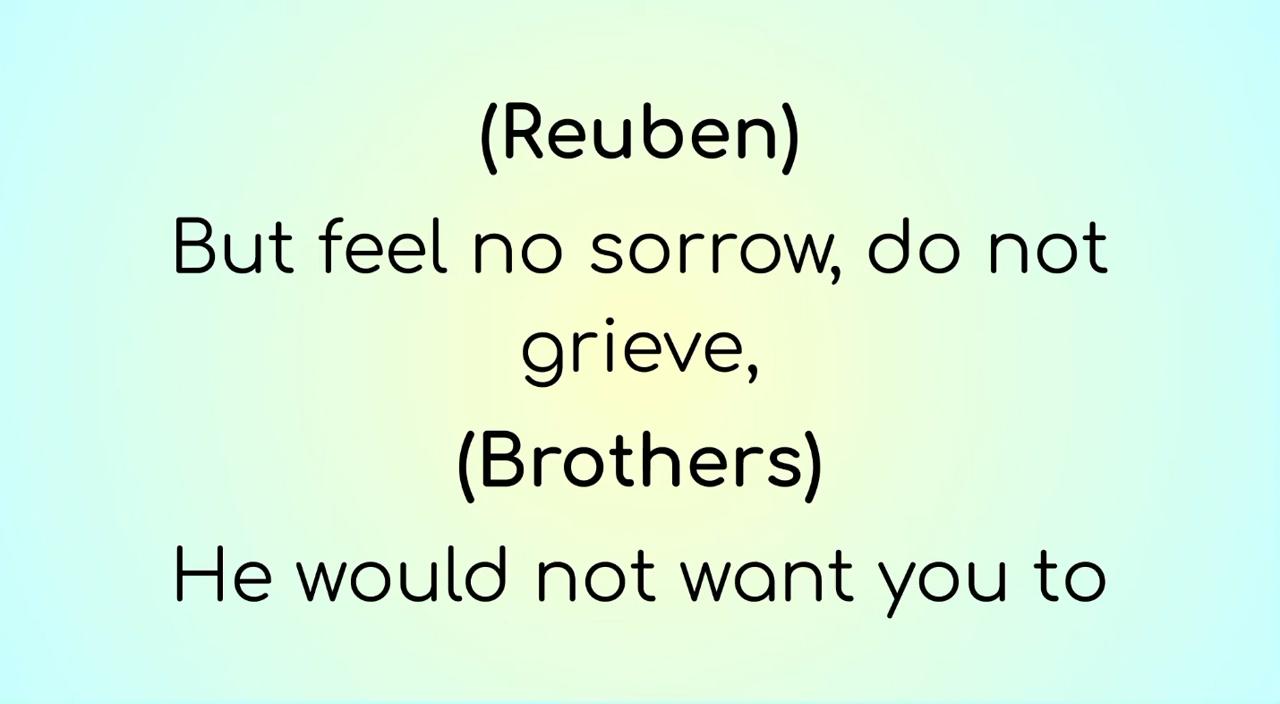 (Reuben)
But feel no sorrow, do not
grieve,
(Brothers)
He would not want you to